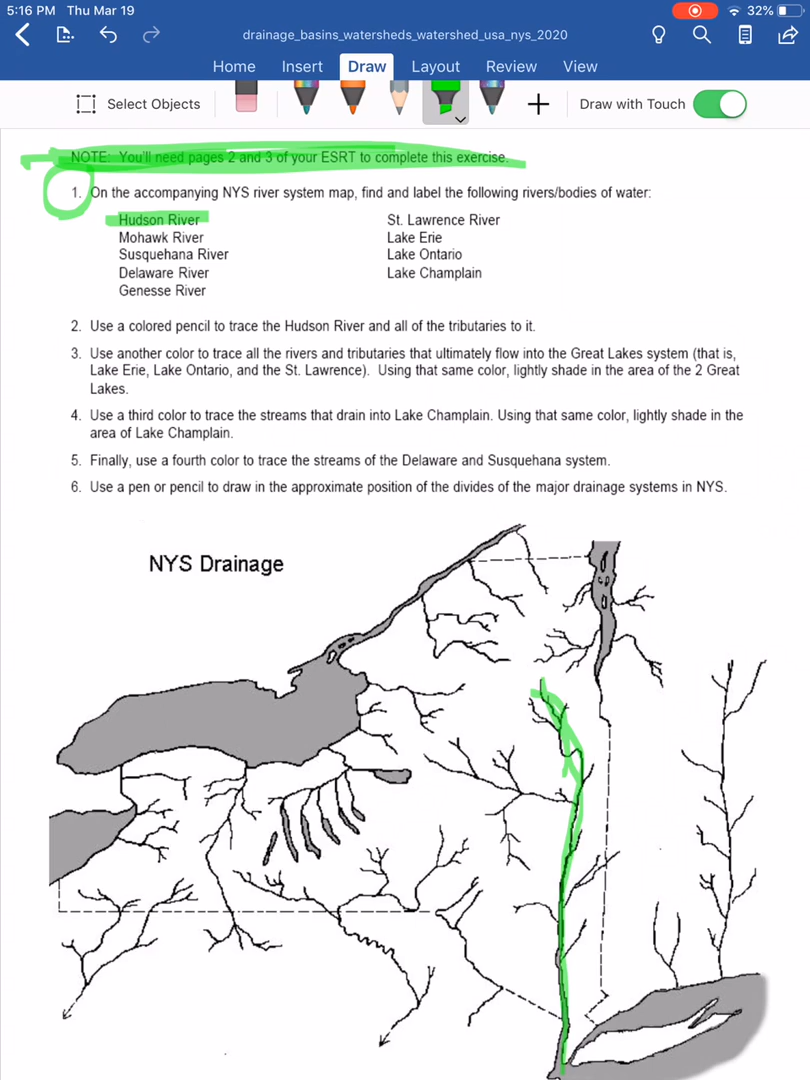 5:16 PM Thu Mar 19
32%
drainage_basins_watersheds_watershed_usa_nys_2020
Home Insert Draw Layout Review View
Select Objects
Draw with Touch
NOTE: You'll need pages 2 and 3 of your ESRT to complete this exercise.
1. On the accompanying NYS river system map, find and label the following rivers/bodies of water:
Hudson River St. Lawrence River
Mohawk River Lake Erie
Susquehana River Lake Ontario
Delaware River Lake Champlain
Genesse River
2. Use a colored pencil to trace the Hudson River and all of the tributaries to it.
3. Use another color to trace all the rivers and tributaries that ultimately flow into the Great Lakes system (that is,
Lake Erie, Lake Ontario, and the St. Lawrence). Using that same color, lightly shade in the area of the 2 Great
Lakes.
4. Use a third color to trace the streams that drain into Lake Champlain. Using that same color, lightly shade in the
area of Lake Champlain.
5. Finally, use a fourth color to trace the streams of the Delaware and Susquehana system.
6. Use a pen or pencil to draw in the approximate position of the divides of the major drainage systems in NYS.
NYS Drainage